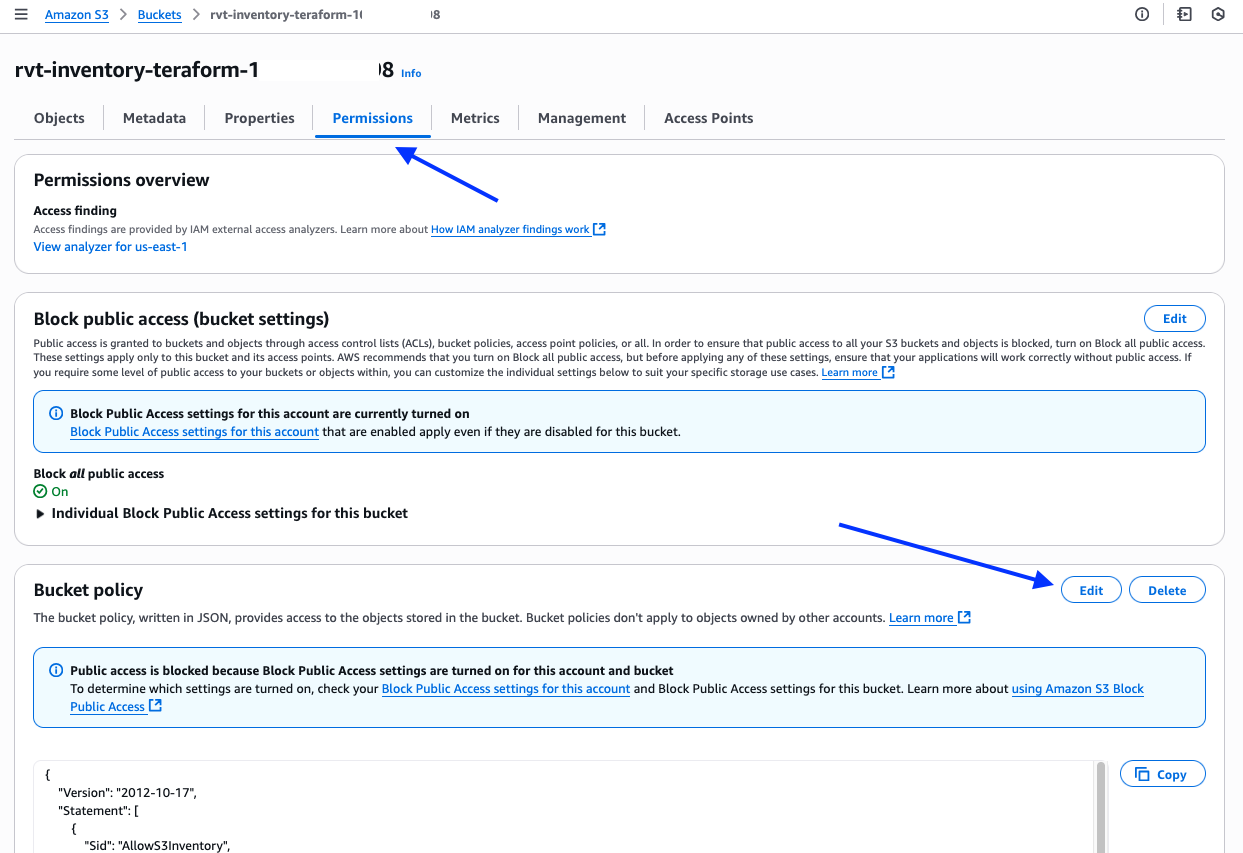 Amazon S3 > Buckets > rvt-inventory-teraform-1 8
rvt-inventory-teraform-1 8 Info
Objects Metadata Properties Permissions Metrics Management Access Points
Permissions overview
Access finding
Access findings are provided by IAM external access analyzers. Learn more about How IAM analyzer findings work
View analyzer for us-east-1
Block public access (bucket settings) Edit
Public access is granted to buckets and objects through access control lists (ACLs), bucket policies, access point policies, or all. In order to ensure that public access to all your S3 buckets and objects is blocked, turn on Block all public access.
These settings apply only to this bucket and its access points. AWS recommends that you turn on Block all public access, but before applying any of these settings, ensure that your applications will work correctly without public access. If
you require some level of public access to your buckets or objects within, you can customize the individual settings below to suit your specific storage use cases. Learn more
Block Public Access settings for this account are currently turned on
Block Public Access settings for this account that are enabled apply even if they are disabled for this bucket.
Block all public access
On
Individual Block Public Access settings for this bucket
Bucket policy Edit Delete
The bucket policy, written in JSON, provides access to the objects stored in the bucket. Bucket policies don't apply to objects owned by other accounts. Learn more
Public access is blocked because Block Public Access settings are turned on for this account and bucket
To determine which settings are turned on, check your Block Public Access settings for this account and Block Public Access settings for this bucket. Learn more about using Amazon S3 Block
Public Access
{
Copy
"Version": "2012-10-17",
"Statement": [
{
"Sid": "AllowS3Inventory",